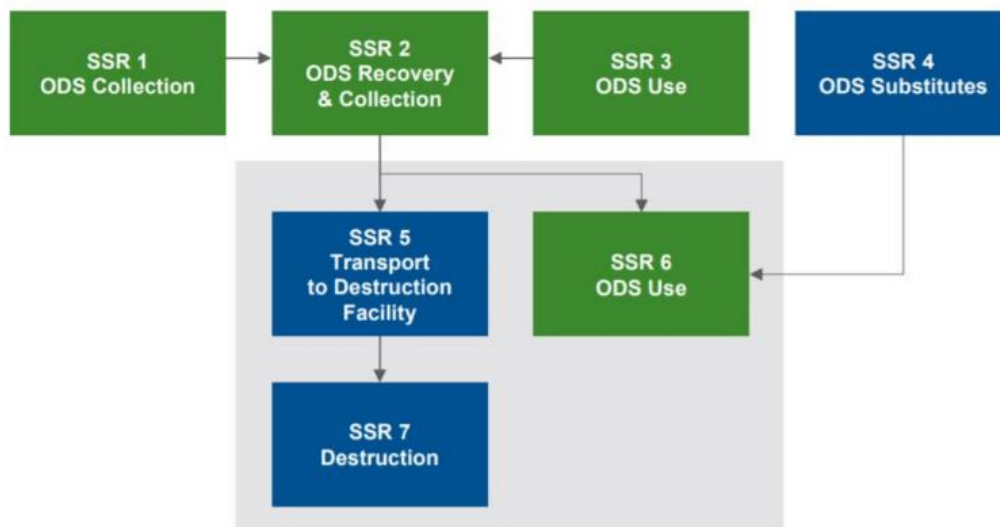 SSR 1
ODS Collection
SSR 2
ODS Recovery
& Collection
SSR 3
ODS Use
SSR 4
ODS Substitutes
SSR 5
Transport
to Destruction
Facility
SSR 6
ODS Use
SSR 7
Destruction